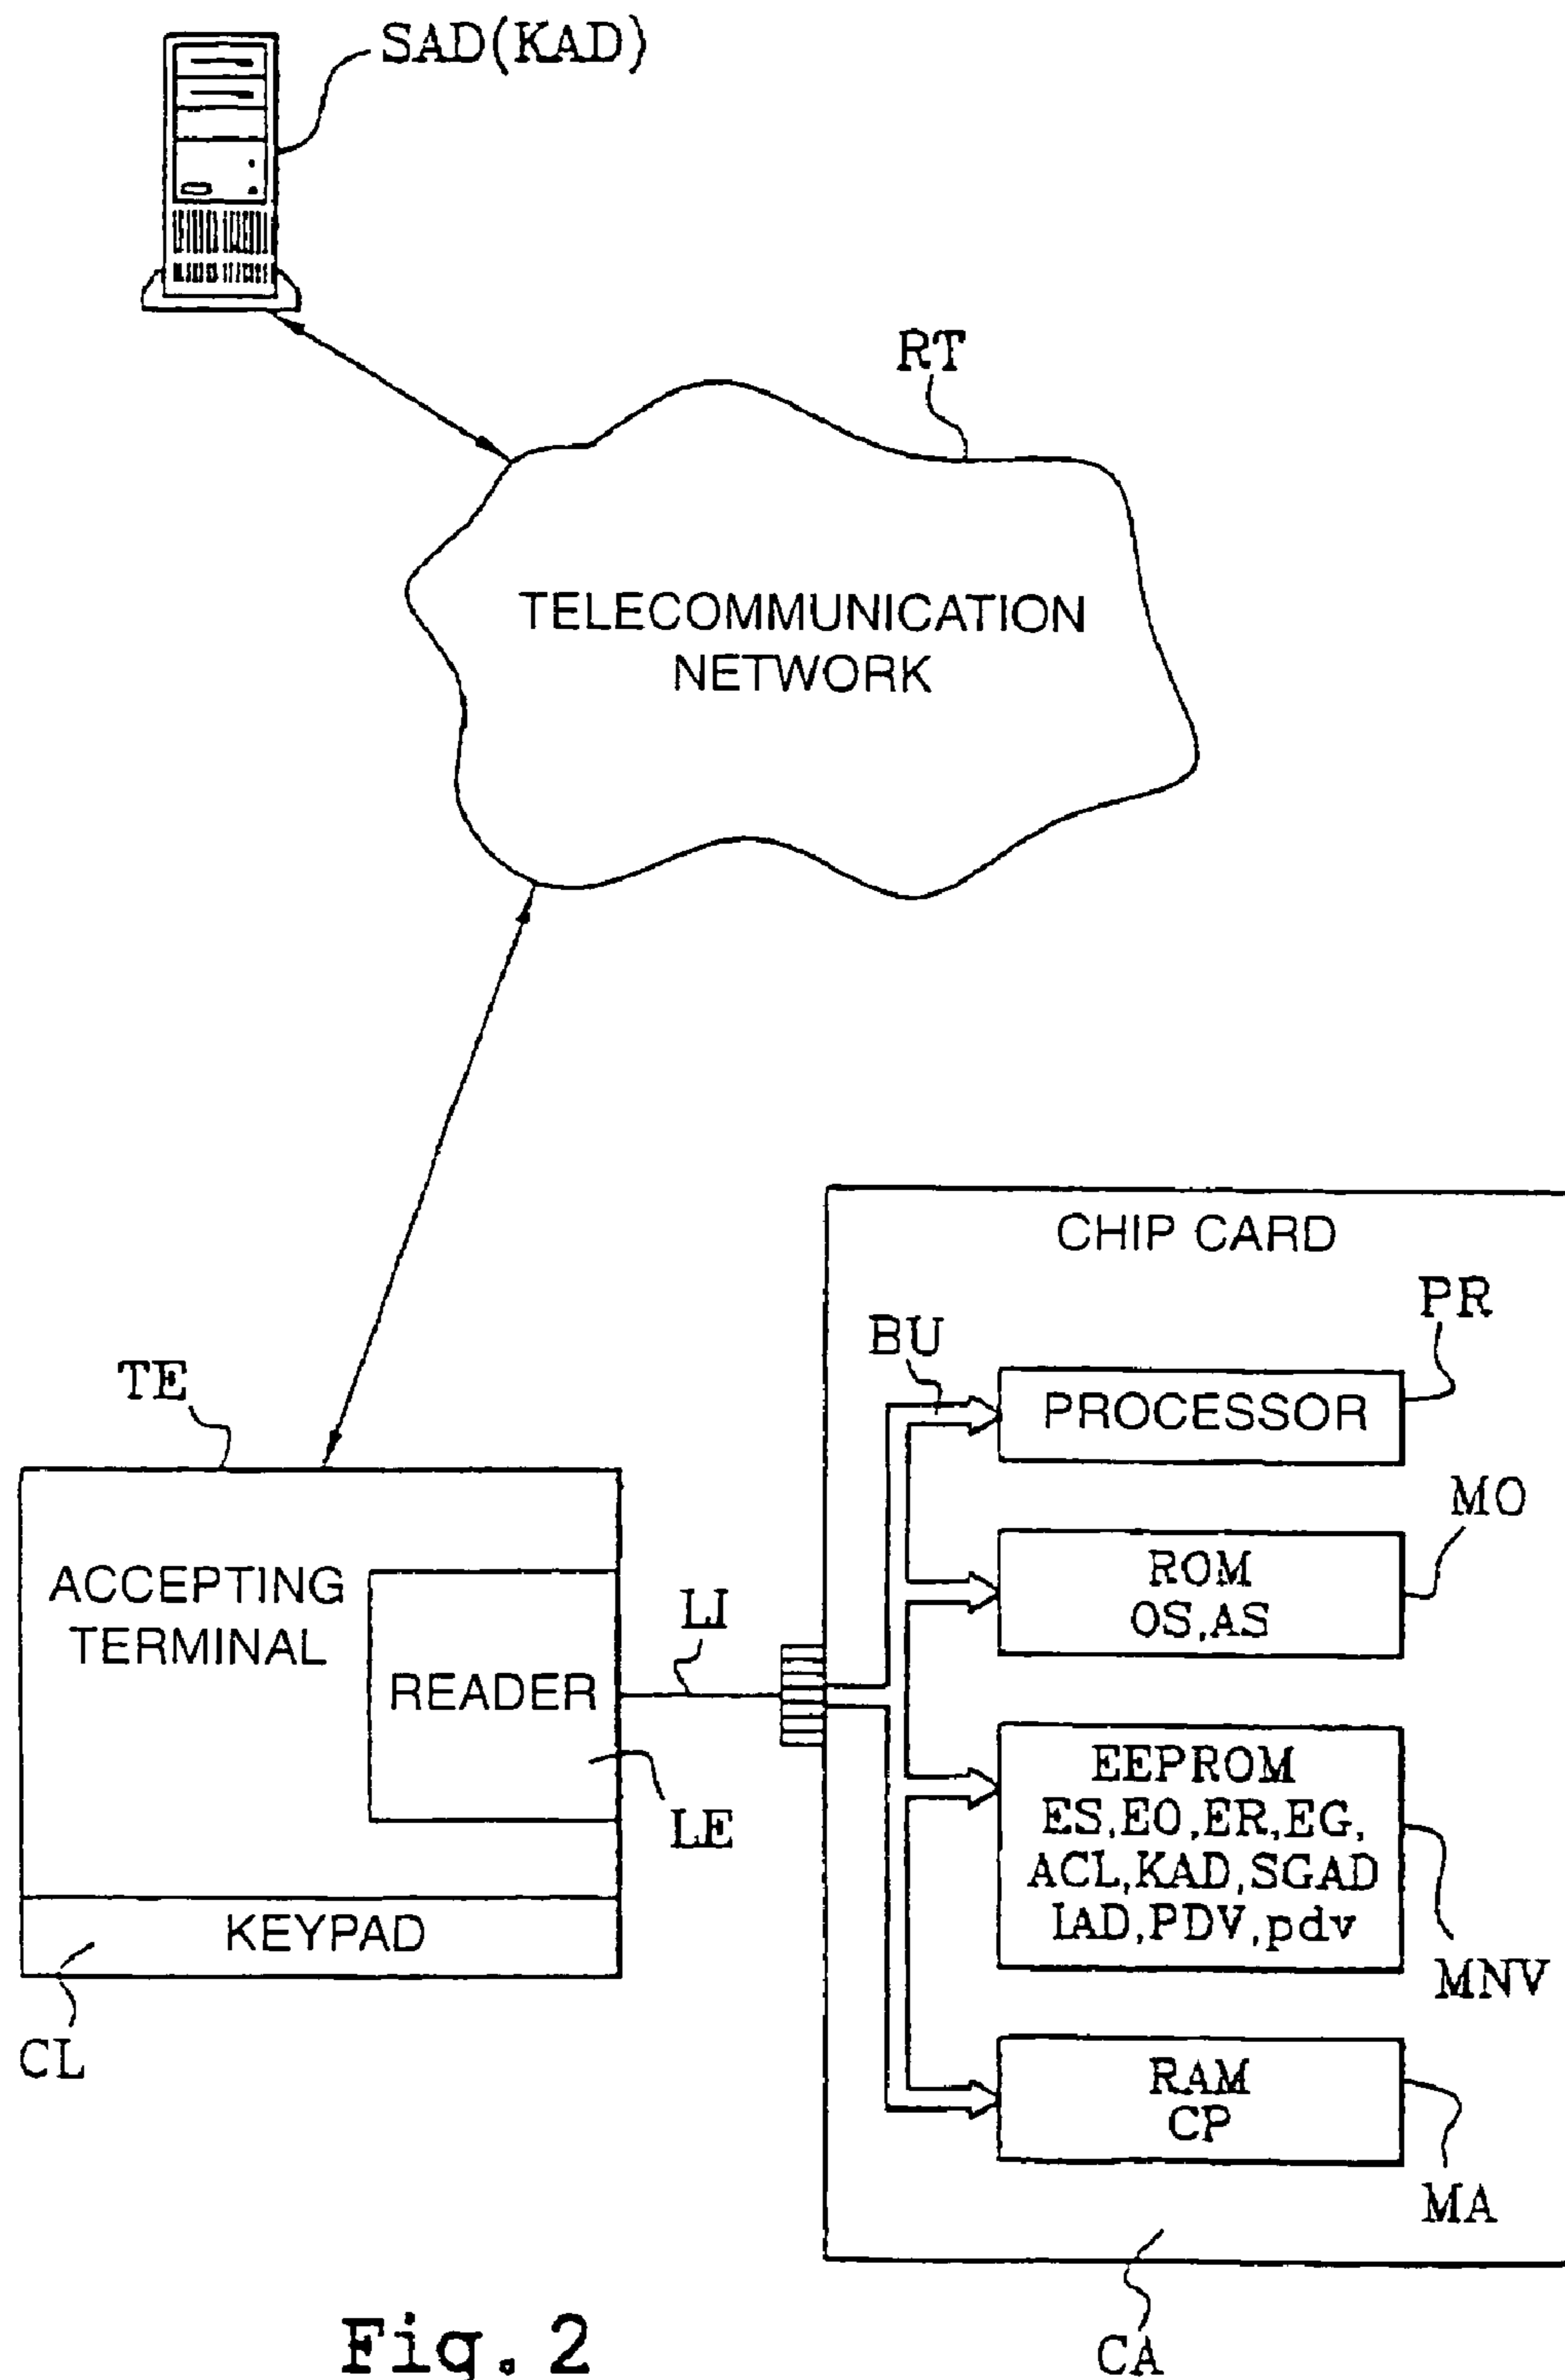 SAD(KAD)
RT
TELECOMMUNICATION
NETWORK
CHIP CARD
PR
BU
PROCESSOR
TE
MO
ROM
OS,AS
ACCEPTING
TERMINAL
LI
READER
EEPROM
ES,EO,ER,EG,
ACL,KAD,SGAD
IAD,PDV,pdv
LE
KEYPAD
MNV
CL
RAM
CP
MA
CA
Fig. 2